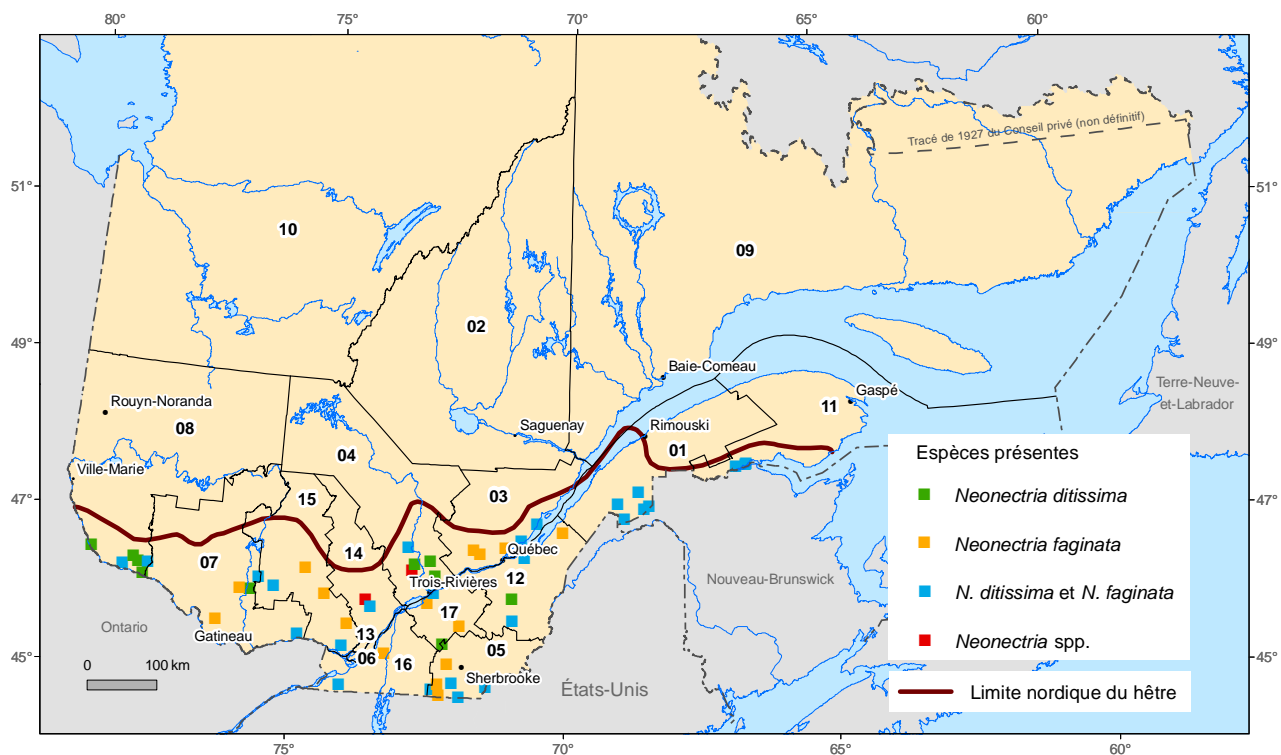 80° 75° 70° 65° 60°
Tracé de 1927 du Conseil privé (non définitif)
51° 51°
10
09
02
49° 49°
Baie-Comeau
Terre-Neuve-
et-Labrador
Rouyn-Noranda
Gaspé
11
08
Saguenay
Rimouski
01
04
Ville-Marie
47° 47°
15
03
14
07
Québec
Trois-Rivières
12
17
Nouveau-Brunswick
Ontario
Gatineau
13
06
16
05
45° 45°
Sherbrooke
États-Unis
0 100 km
Espèces présentes
Neonectria ditissima
Neonectria faginata
N. ditissima et N. faginata
Neonectria spp.
Limite nordique du hêtre
75° 70° 65° 60°